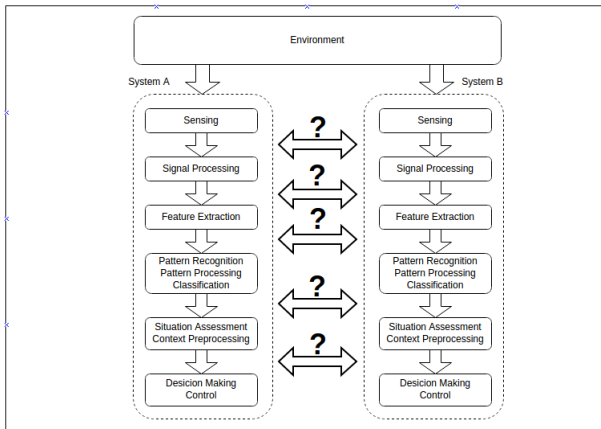 Environment
System A
System B
Sensing
?
Sensing
Signal Processing
?
Signal Processing
Feature Extraction
?
Feature Extraction
Pattern Recognition
Pattern Processing
Classification
?
Pattern Recognition
Pattern Processing
Classification
Situation Assessment
Context Preprocessing
?
Situation Assessment
Context Preprocessing
Desicion Making
Control
Desicion Making
Control